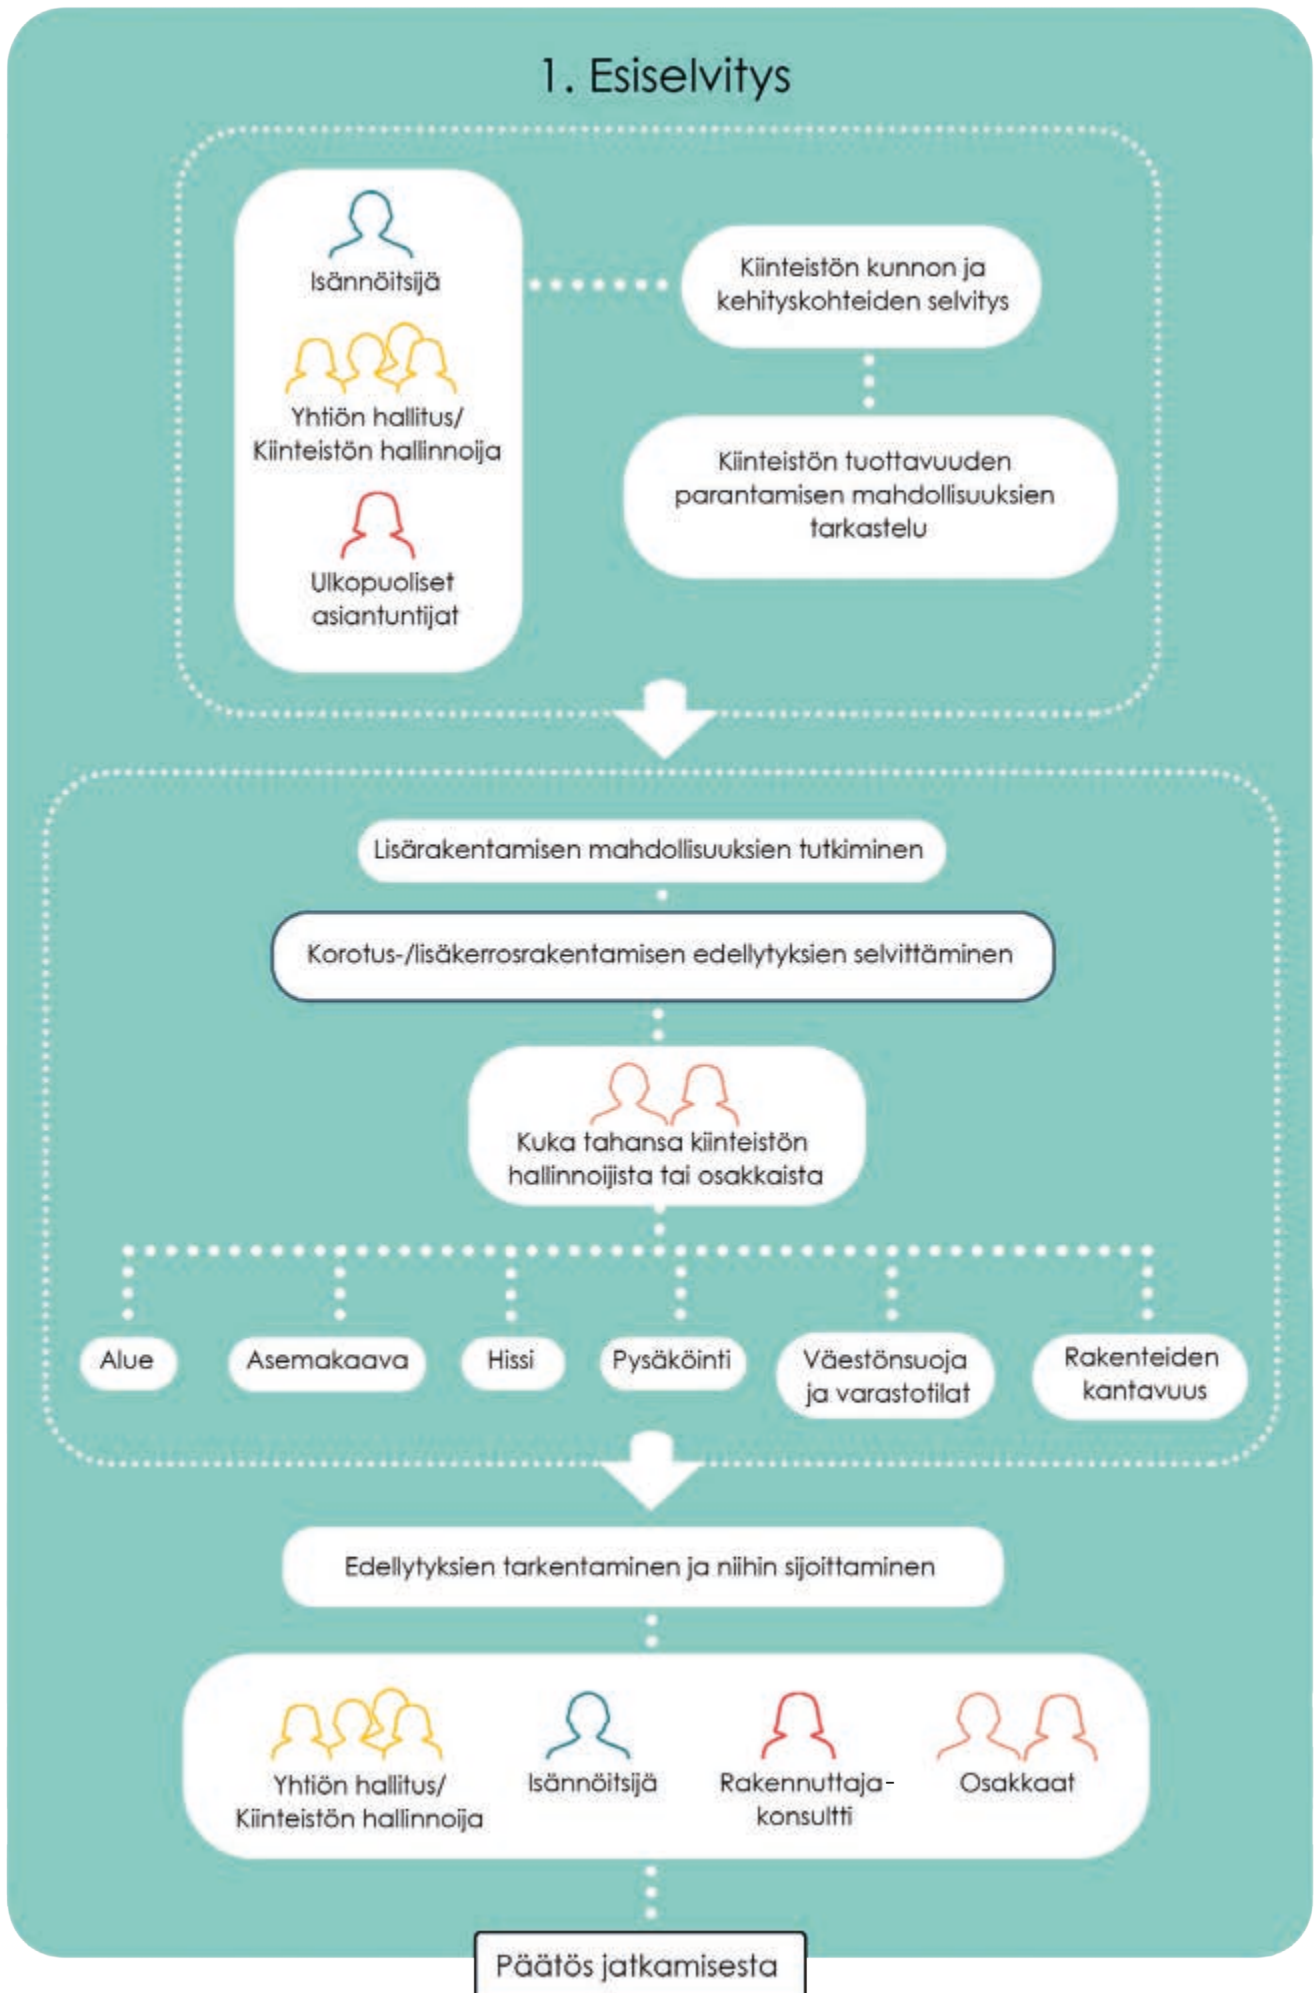 1. Esiselvitys
Isännöitsijä
Yhtiön hallitus/
Kiinteistön hallinnoija
Ulkopuoliset
asiantuntijat
Kiinteistön kunnon ja
kehityskohteiden selvitys
Kiinteistön tuottavuuden
parantamisen mahdollisuuksien
tarkastelu
Lisärakentamisen mahdollisuuksien tutkiminen
Korotus-/lisäkerrosrakentamisen edellytyksien selvittäminen
Kuka tahansa kiinteistön
hallinnoijista tai osakkaista
Alue
Asemakaava
Hissi
Pysäköinti
Väestönsuoja
ja varastotilat
Rakenteiden
kantavuus
Edellytyksien tarkentaminen ja niihin sijoittaminen
Yhtiön hallitus/
Kiinteistön hallinnoija
Isännöitsijä
Rakennuttaja-
konsultti
Osakkaat
Päätös jatkamisesta